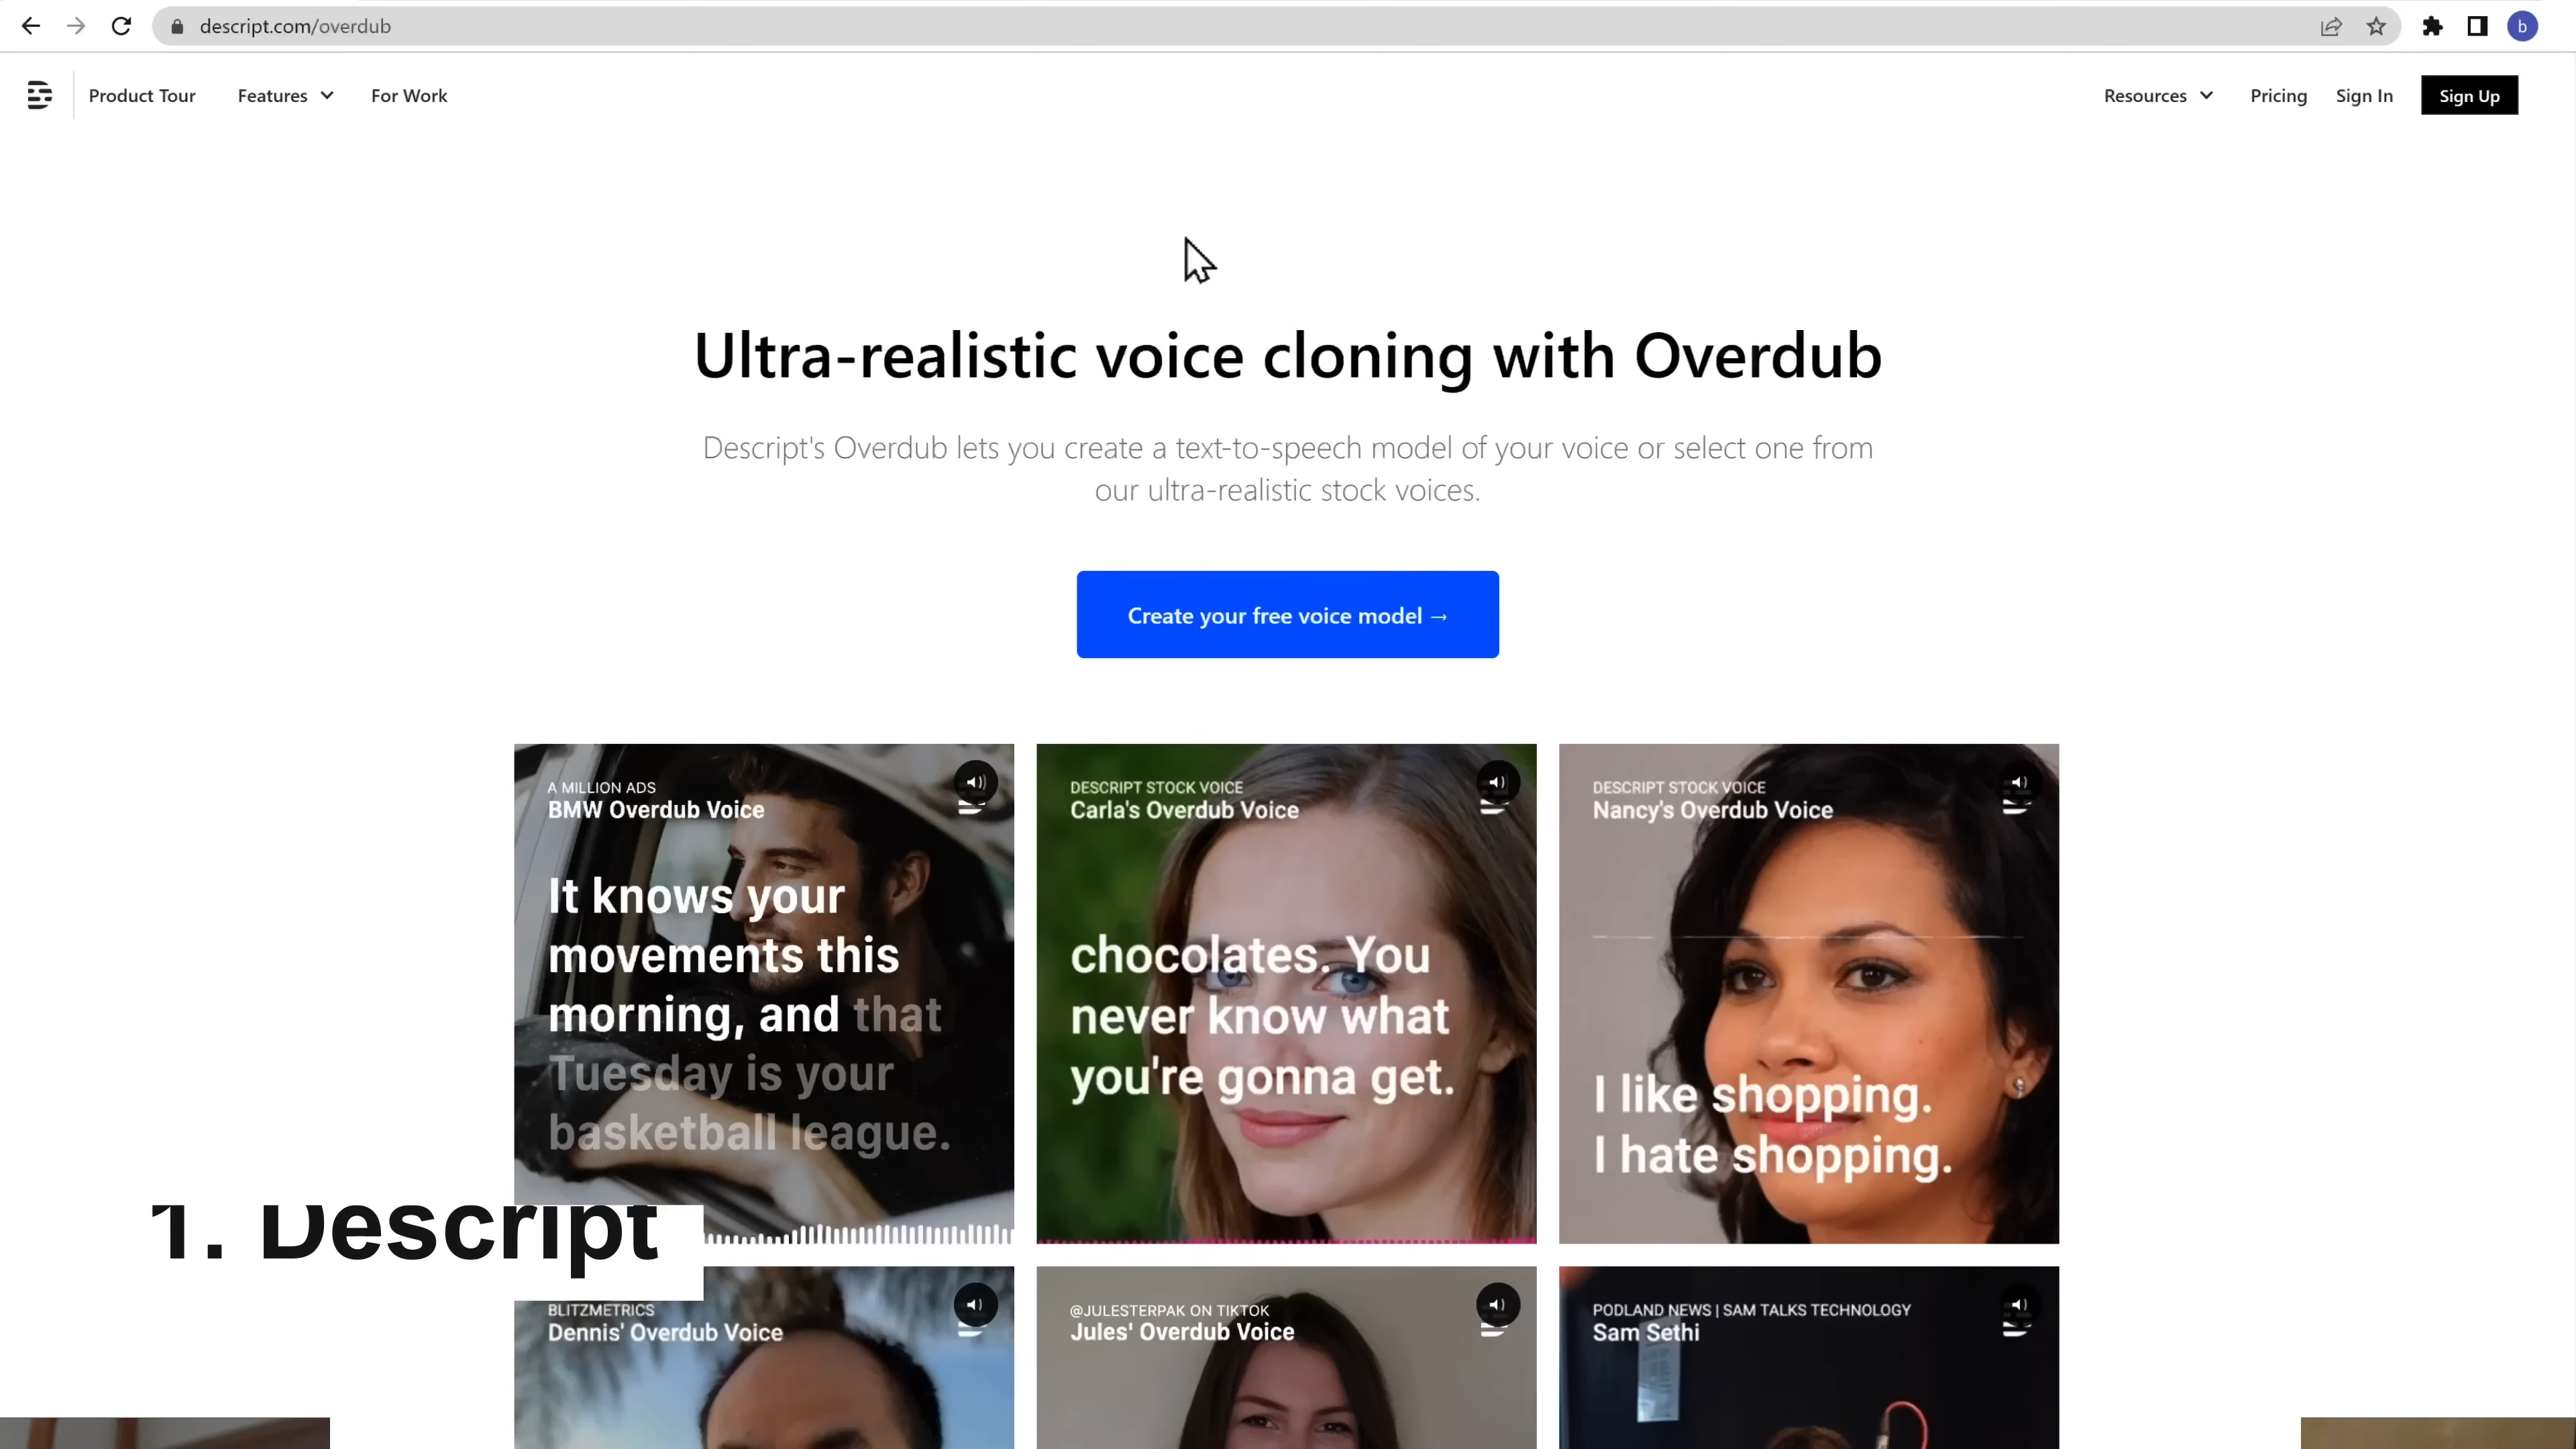 descript.com/overdub
b
Product Tour
Features
For Work
Resources
Pricing
Sign In
Sign Up
Ultra-realistic voice cloning with Overdub
Descript's Overdub lets you create a text-to-speech model of your voice or select one from
our ultra-realistic stock voices.
Create your free voice model →
A MILLION ADS
BMW Overdub Voice
It knows your
movements this
morning, and that
Tuesday is your
basketball league.
DESCRIPT STOCK VOICE
Carla's Overdub Voice
chocolates. You
never know what
you're gonna get.
DESCRIPT STOCK VOICE
Nancy's Overdub Voice
I like shopping.
I hate shopping.
1. Descript
BLITZMETRICS
Dennis' Overdub Voice
@JULESTERPAK ON TIKTOK
Jules' Overdub Voice
PODLAND NEWS | SAM TALKS TECHNOLOGY
Sam Sethi